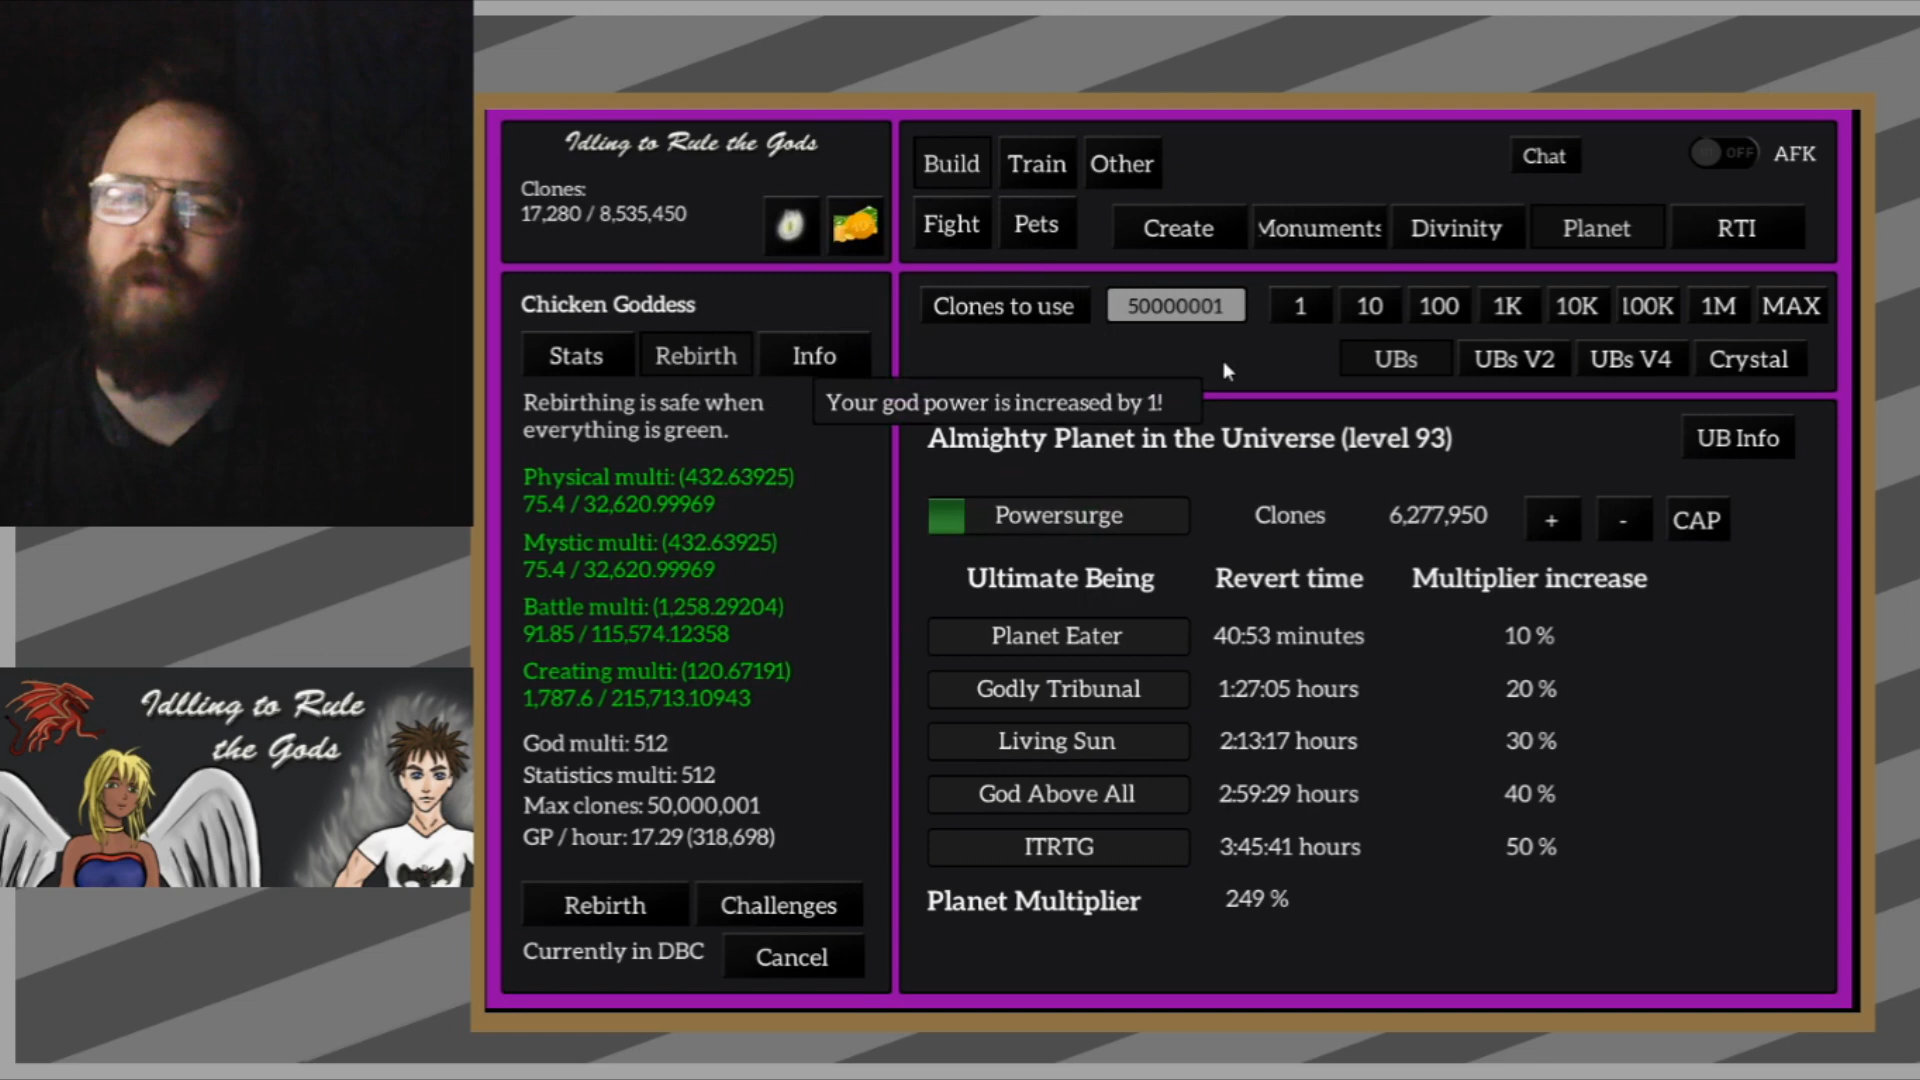 Idling to Rule the Gods
Clones:
17,280 / 8,535,450
Build Train Other
Chat
OFF AFK
Fight Pets
Create Monuments Divinity Planet RTI
Chicken Goddess
Stats Rebirth Info
Rebirthing is safe when
everything is green.
Physical multi: (432.63925)
75.4 / 32,620.99969
Mystic multi: (432.63925)
75.4 / 32,620.99969
Battle multi: (1,258.29204)
91.85 / 115,574.12358
Creating multi: (120.67191)
1,787.6 / 215,713.10943
God multi: 512
Statistics multi: 512
Max clones: 50,000,001
GP / hour: 17.29 (318,698)
Rebirth Challenges
Currently in DBC Cancel
Clones to use 50000001 1 10 100 1K 10K 100K 1M MAX
UBs UBs V2 UBs V4 Crystal
Your god power is increased by 1!
Almighty Planet in the Universe (level 93)
UB Info
Powersurge Clones 6,277,950 + - CAP
Ultimate Being Revert time Multiplier increase
Planet Eater 40:53 minutes 10 %
Godly Tribunal 1:27:05 hours 20 %
Living Sun 2:13:17 hours 30 %
God Above All 2:59:29 hours 40 %
ITRTG 3:45:41 hours 50 %
Planet Multiplier 249 %
Idlling to Rule
the Gods